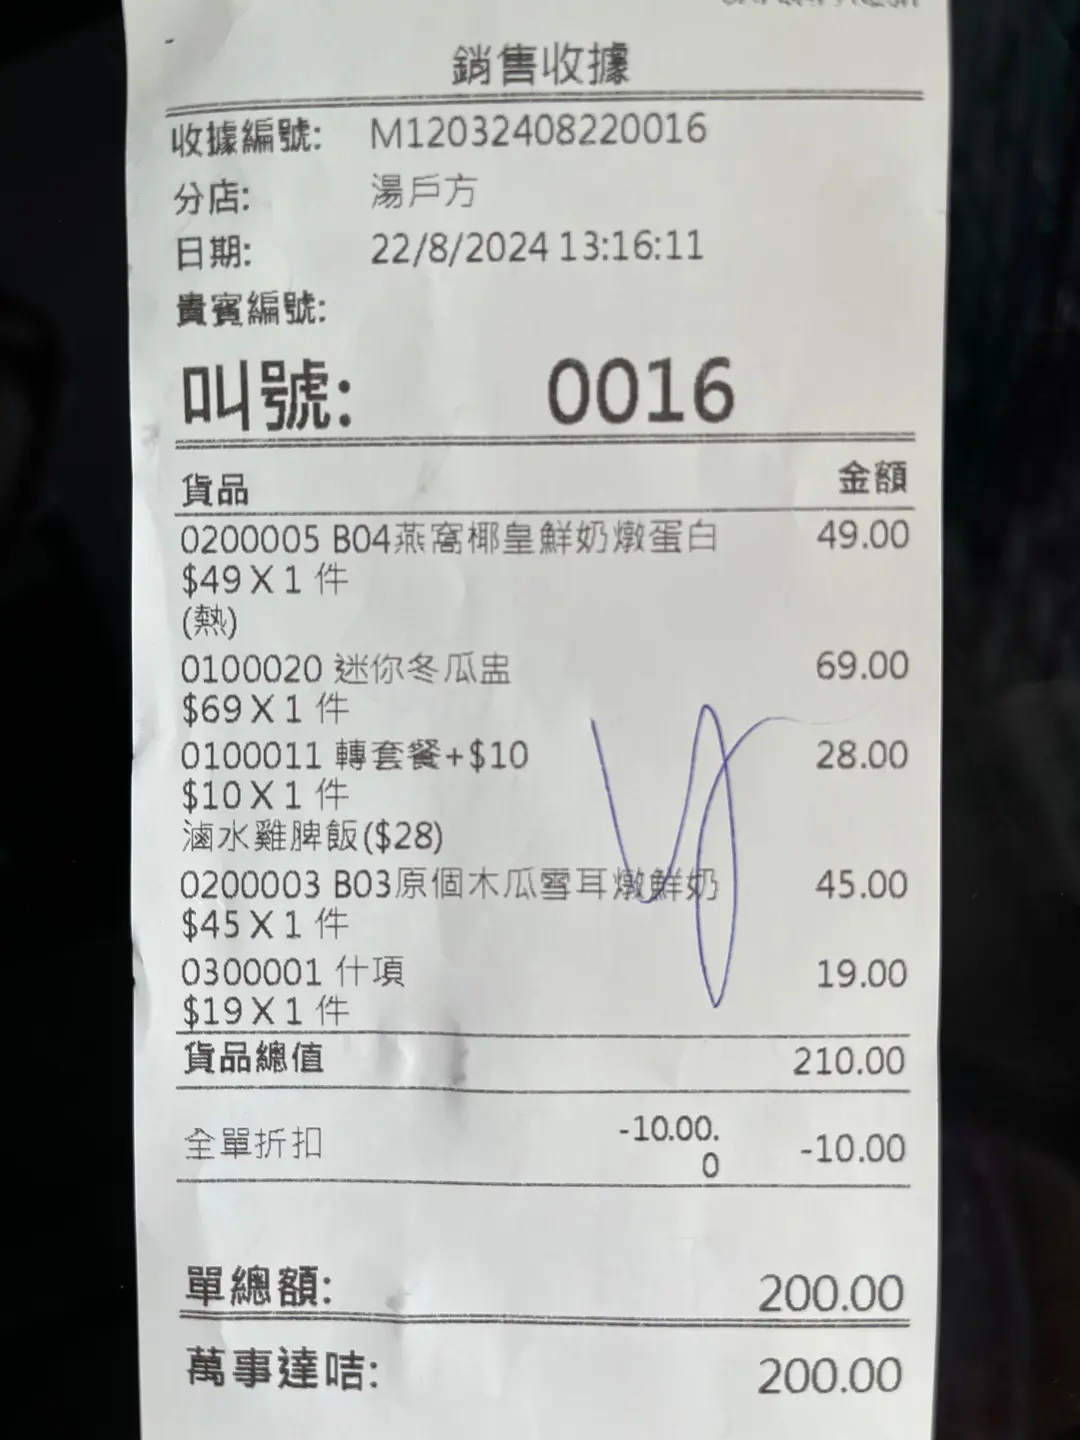 銷售收據
收據編號: M12032408220016
分店: 湯戶方
日期: 22/8/2024 13:16:11
貴賓編號:
叫號: 0016
貨品 金額
0200005 B04燕窩椰皇鮮奶燉蛋白 49.00
$49 X 1 件
(熱)
0100020 迷你冬瓜盅 69.00
$69 X 1 件
0100011 轉套餐+$10 28.00
$10 X 1 件
滷水雞脾飯($28)
0200003 B03原個木瓜雪耳燉鮮奶 45.00
$45 X 1 件
0300001 什項 19.00
$19 X 1 件
貨品總值 210.00
全單折扣 -10.00. -10.00
0
單總額: 200.00
萬事達咭: 200.00